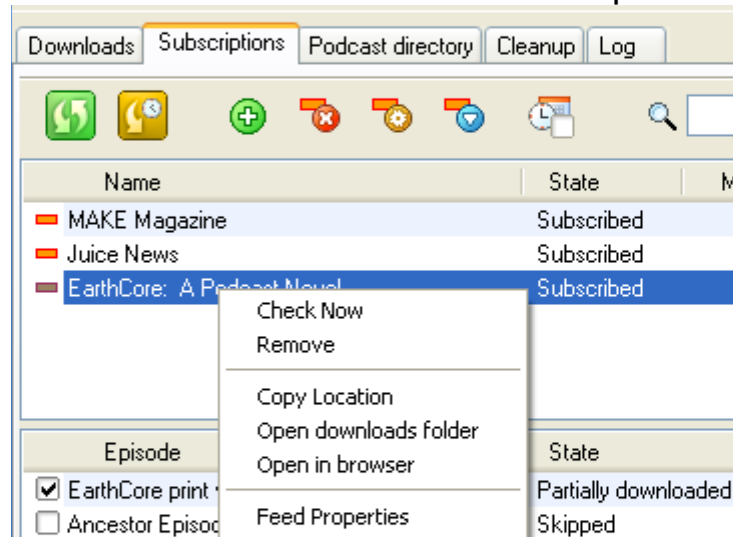 Downloads Subscriptions Podcast directory Cleanup Log
Name State M
MAKE Magazine Subscribed
Juice News Subscribed
EarthCore: A Podcast Novel Subscribed
Check Now
Remove
Copy Location
Open downloads folder
Open in browser
Feed Properties
Episode State
EarthCore print Partially downloaded
Ancestor Episod Skipped